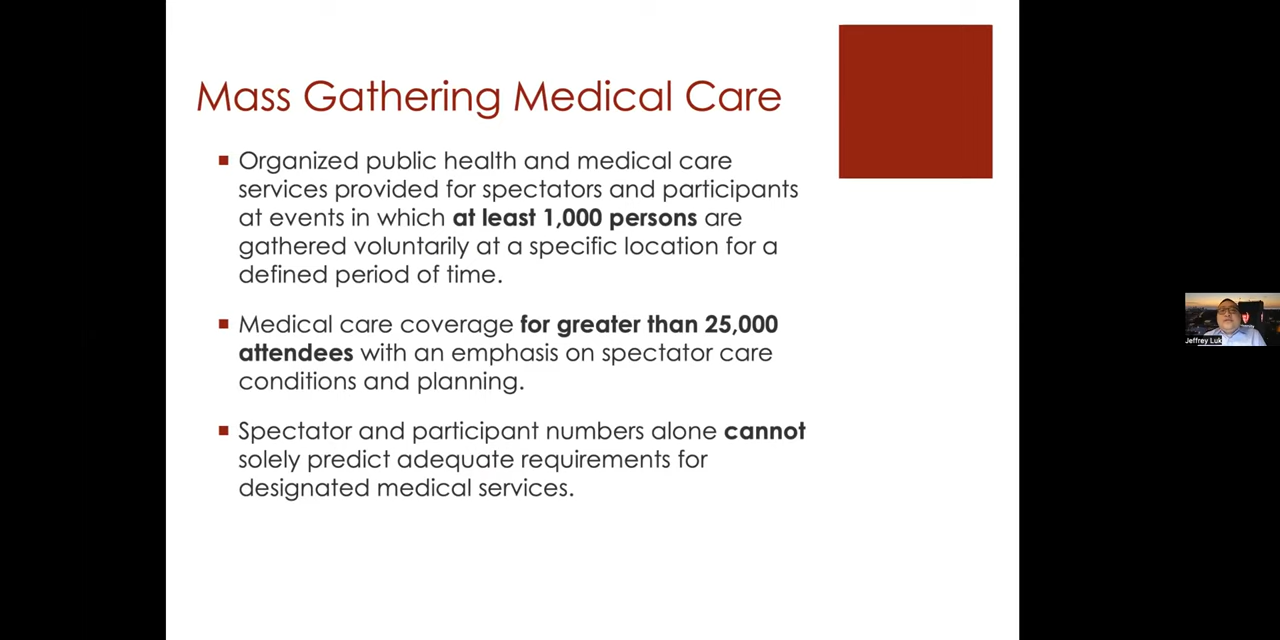 Mass Gathering Medical Care
Organized public health and medical care
services provided for spectators and participants
at events in which at least 1,000 persons are
gathered voluntarily at a specific location for a
defined period of time.
Medical care coverage for greater than 25,000
attendees with an emphasis on spectator care
conditions and planning.
Spectator and participant numbers alone cannot
solely predict adequate requirements for
designated medical services.
Jeffrey Luk